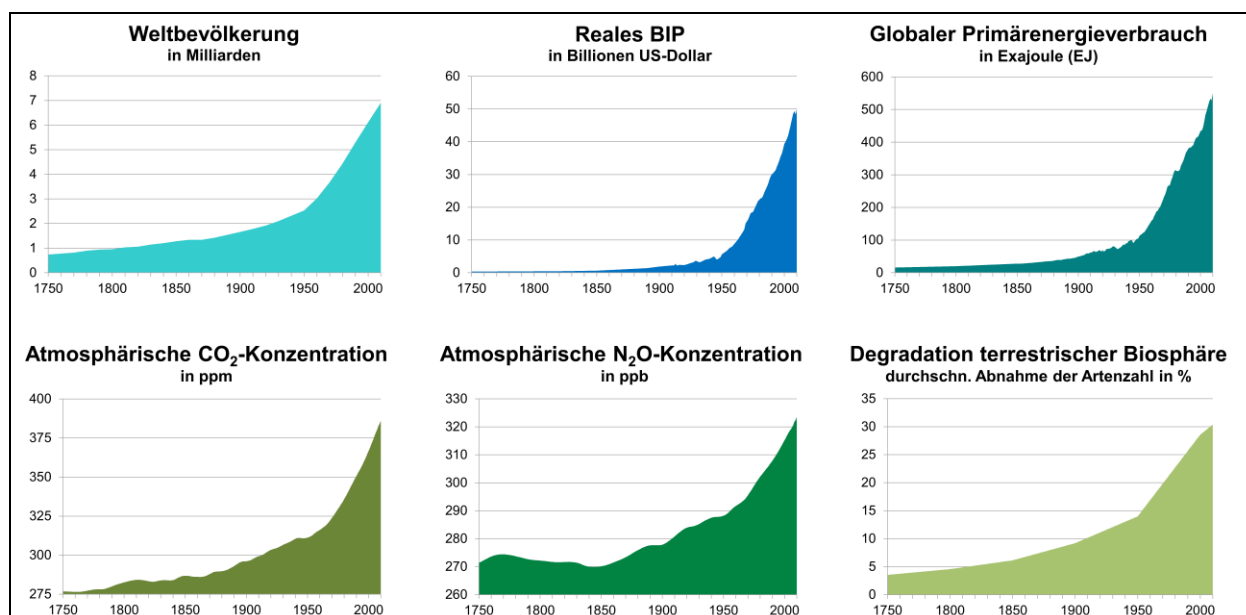 Weltbevölkerung
in Milliarden
8
7
6
5
4
3
2
1
0
1750 1800 1850 1900 1950 2000
Reales BIP
in Billionen US-Dollar
60
50
40
30
20
10
0
1750 1800 1850 1900 1950 2000
Globaler Primärenergieverbrauch
in Exajoule (EJ)
600
500
400
300
200
100
0
1750 1800 1850 1900 1950 2000
Atmosphärische CO₂-Konzentration
in ppm
400
375
350
325
300
275
1750 1800 1850 1900 1950 2000
Atmosphärische N₂O-Konzentration
in ppb
330
320
310
300
290
280
270
260
1750 1800 1850 1900 1950 2000
Degradation terrestrischer Biosphäre
durchschn. Abnahme der Artenzahl in %
35
30
25
20
15
10
5
0
1750 1800 1850 1900 1950 2000